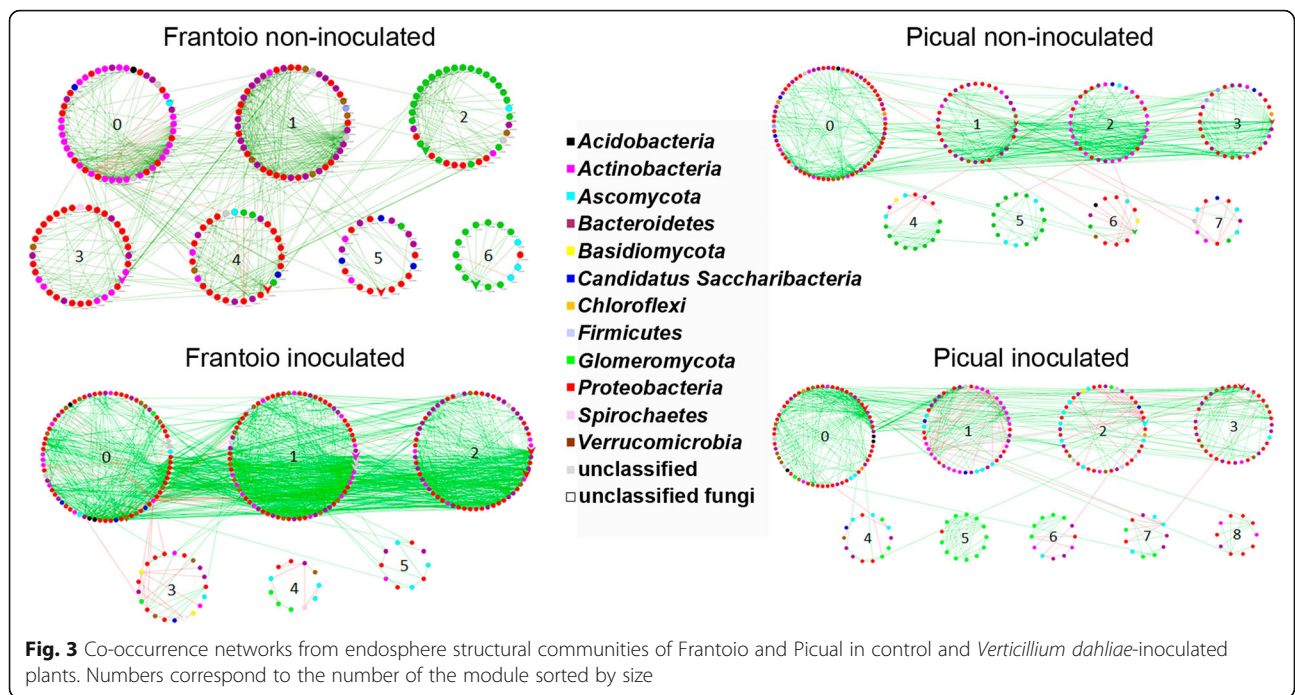 Frantoio non-inoculated
0
1
2
3
4
5
6
Picual non-inoculated
0
1
2
3
4
5
6
7
Acidobacteria
Actinobacteria
Ascomycota
Bacteroidetes
Basidiomycota
Candidatus Saccharibacteria
Chloroflexi
Firmicutes
Glomeromycota
Proteobacteria
Spirochaetes
Verrucomicrobia
unclassified
unclassified fungi
Frantoio inoculated
0
1
2
3
4
5
Picual inoculated
0
1
2
3
4
5
6
7
8
Fig. 3 Co-occurrence networks from endosphere structural communities of Frantoio and Picual in control and Verticillium dahliae-inoculated
plants. Numbers correspond to the number of the module sorted by size